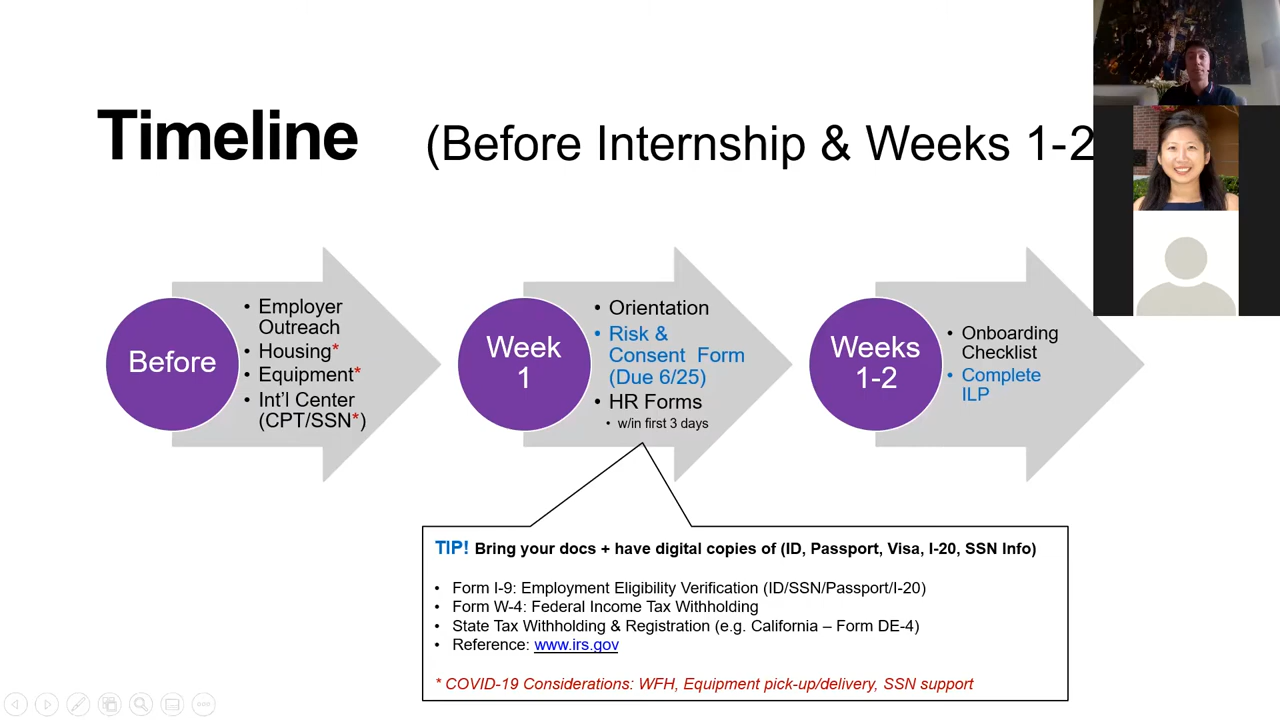 Timeline (Before Internship & Weeks 1-2
Before
• Employer
Outreach
• Housing*
• Equipment*
• Int'l Center
(CPT/SSN*)
Week
1
• Orientation
• Risk &
Consent Form
(Due 6/25)
• HR Forms
• w/in first 3 days
Weeks
1-2
• Onboarding
Checklist
• Complete
ILP
TIP! Bring your docs + have digital copies of (ID, Passport, Visa, I-20, SSN Info)
• Form I-9: Employment Eligibility Verification (ID/SSN/Passport/I-20)
• Form W-4: Federal Income Tax Withholding
• State Tax Withholding & Registration (e.g. California – Form DE-4)
• Reference: www.irs.gov
* COVID-19 Considerations: WFH, Equipment pick-up/delivery, SSN support